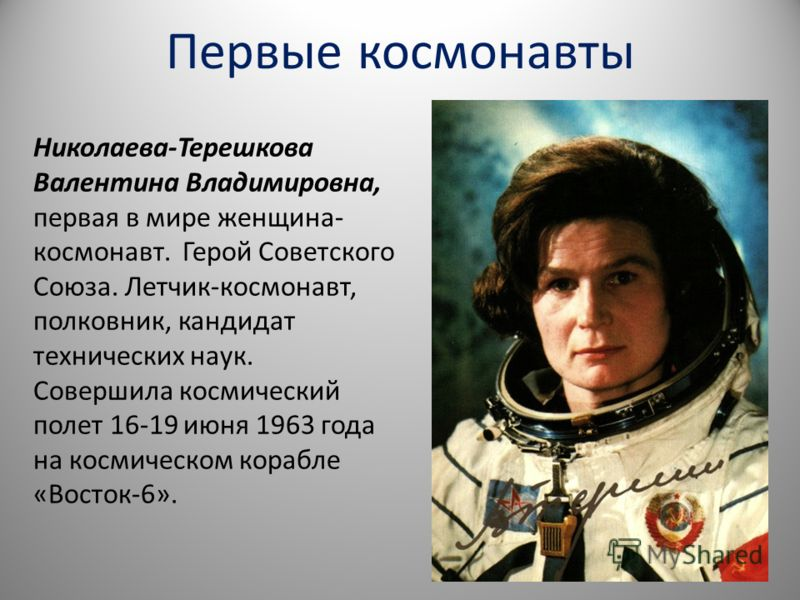 Первые космонавты
Николаева-Терешкова
Валентина Владимировна,
первая в мире женщина-
космонавт. Герой Советского
Союза. Летчик-космонавт,
полковник, кандидат
технических наук.
Совершила космический
полет 16-19 июня 1963 года
на космическом корабле
«Восток-6».
MyShared